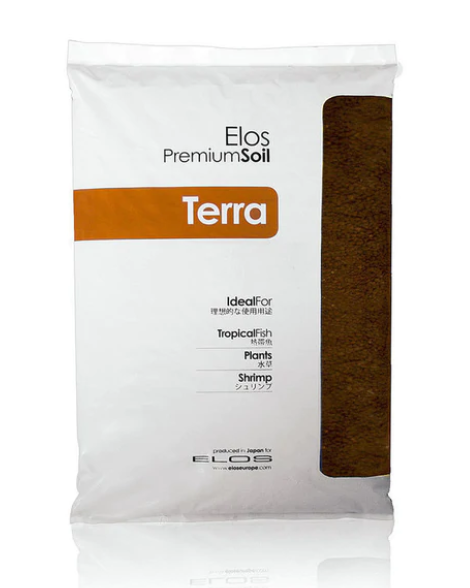 Elos
PremiumSoil
Terra
IdealFor
理想的な使用用途
TropicalFish
熱帯魚
Plants
水草
Shrimp
シュリンプ
produced in Japan for
ELOS
www.eloseurope.com